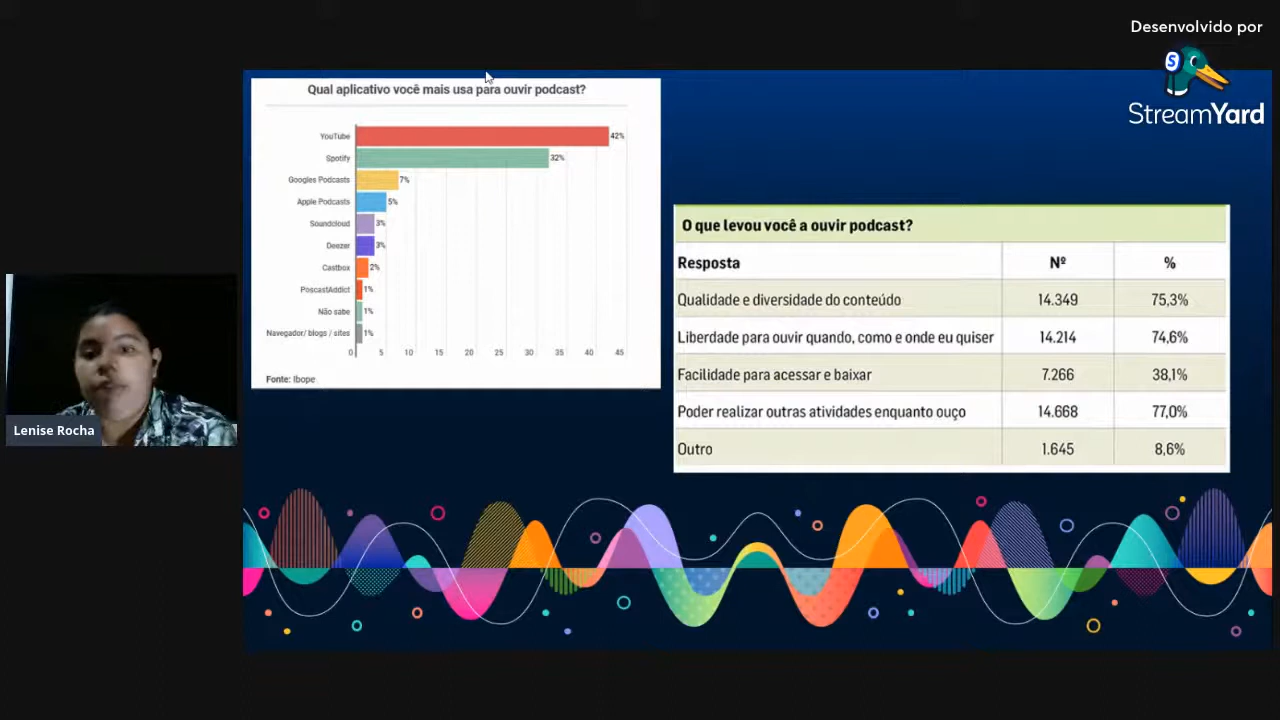 Desenvolvido por
S
StreamYard
Qual aplicativo você mais usa para ouvir podcast?
YouTube 42%
Spotify 32%
Googles Podcasts 7%
Apple Podcasts 5%
Soundcloud 3%
Deezer 3%
Castbox 2%
PoscastAddict 1%
Não sabe 1%
Navegador/ blogs / sites 1%
0 5 10 15 20 25 30 35 40 45
Fonte: Ibope
O que levou você a ouvir podcast?
Resposta Nº %
Qualidade e diversidade do conteúdo 14.349 75,3%
Liberdade para ouvir quando, como e onde eu quiser 14.214 74,6%
Facilidade para acessar e baixar 7.266 38,1%
Poder realizar outras atividades enquanto ouço 14.668 77,0%
Outro 1.645 8,6%
Lenise Rocha